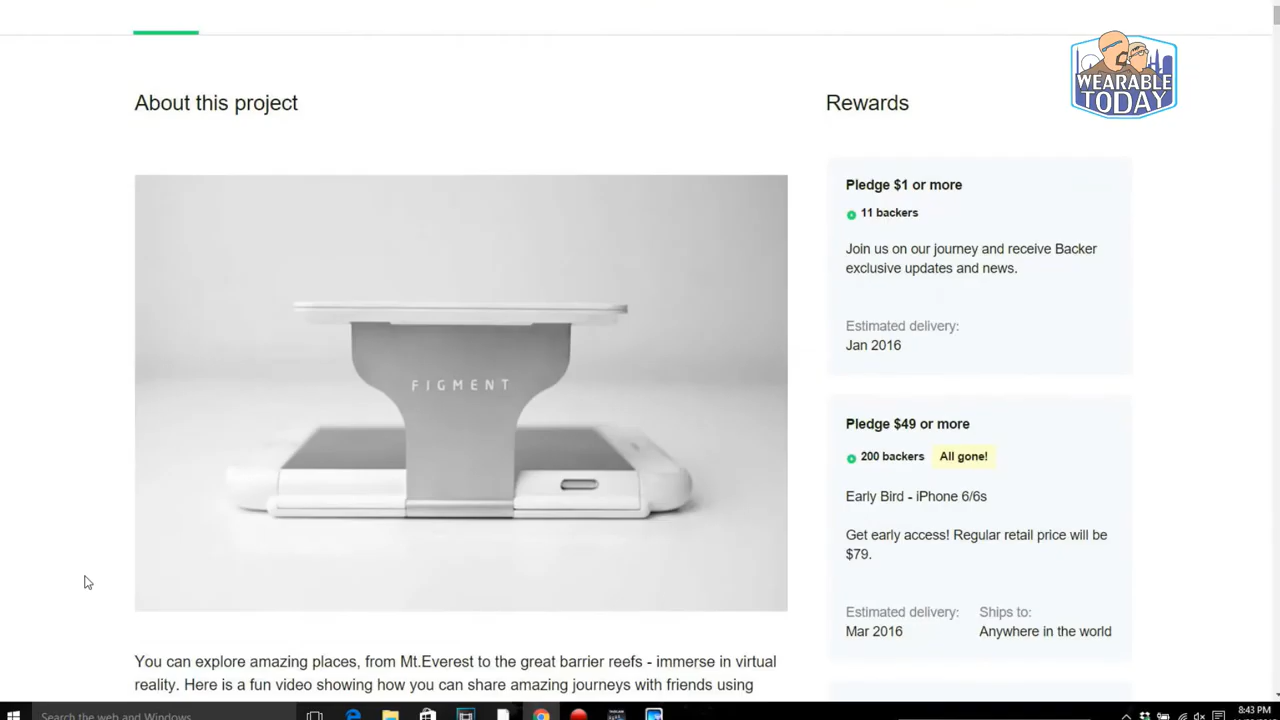 WEARABLE
TODAY
About this project
Rewards
FIGMENT
You can explore amazing places, from Mt.Everest to the great barrier reefs - immerse in virtual
reality. Here is a fun video showing how you can share amazing journeys with friends using
Pledge $1 or more
11 backers
Join us on our journey and receive Backer
exclusive updates and news.
Estimated delivery:
Jan 2016
Pledge $49 or more
200 backers All gone!
Early Bird - iPhone 6/6s
Get early access! Regular retail price will be
$79.
Estimated delivery: Ships to:
Mar 2016 Anywhere in the world
Search the web and Windows
8:43 PM